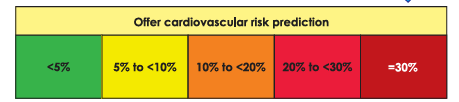 Offer cardiovascular risk prediction
<5% 5% to <10% 10% to <20% 20% to <30% =30%